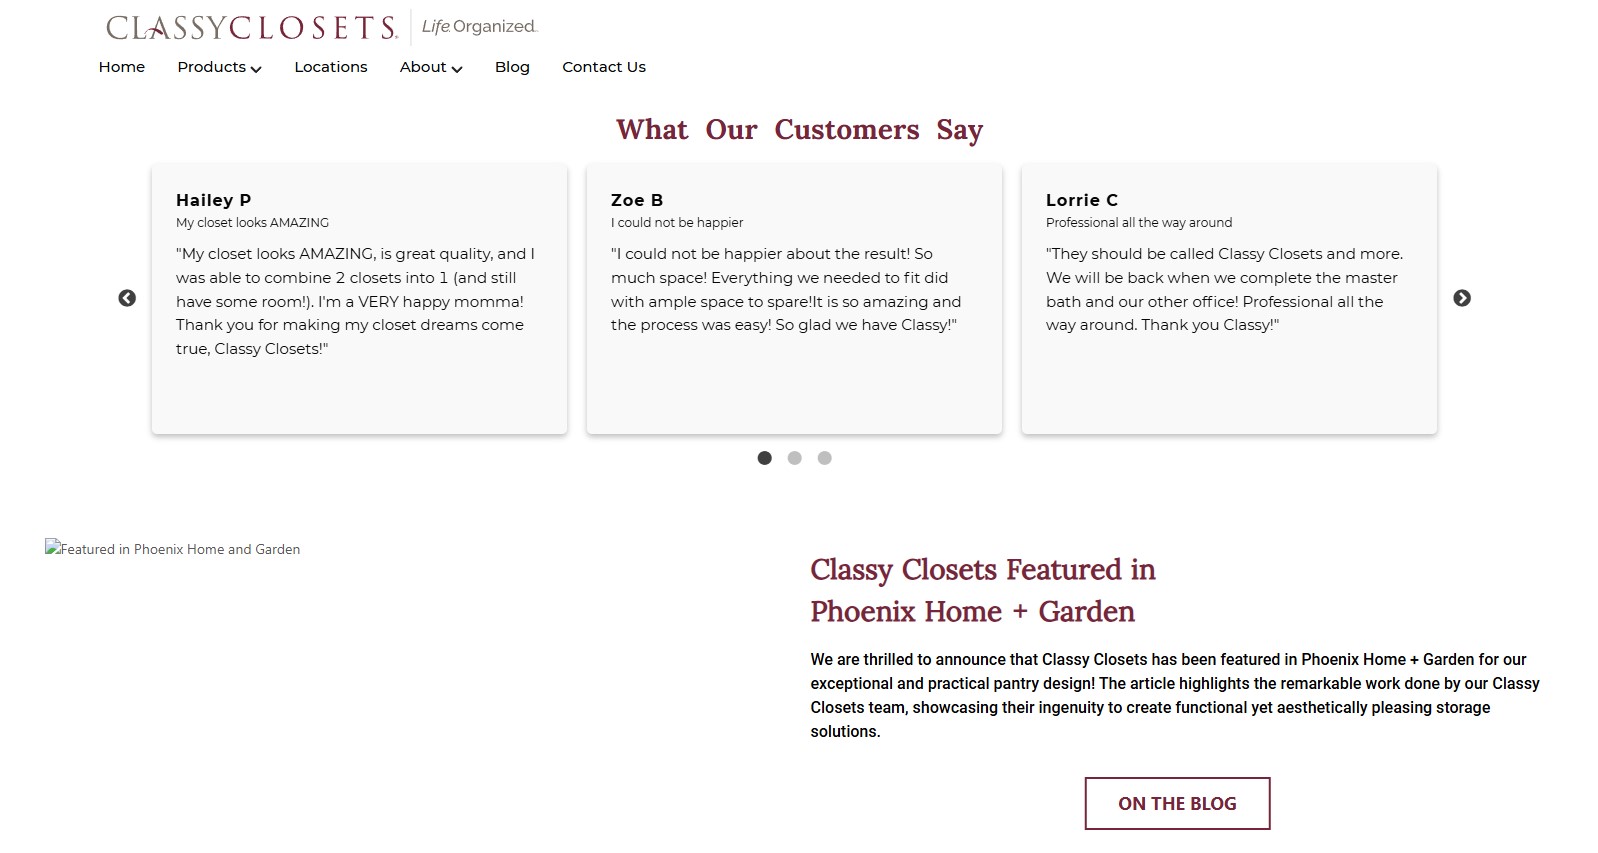 CLASSYCLOSETS. Life. Organized.
Home Products Locations About Blog Contact Us
What Our Customers Say
Hailey P
My closet looks AMAZING
"My closet looks AMAZING, is great quality, and I
was able to combine 2 closets into 1 (and still
have some room!). I'm a VERY happy momma!
Thank you for making my closet dreams come
true, Classy Closets!"
Zoe B
I could not be happier
"I could not be happier about the result! So
much space! Everything we needed to fit did
with ample space to spare!It is so amazing and
the process was easy! So glad we have Classy!"
Lorrie C
Professional all the way around
"They should be called Classy Closets and more.
We will be back when we complete the master
bath and our other office! Professional all the
way around. Thank you Classy!"
Featured in Phoenix Home and Garden
Classy Closets Featured in
Phoenix Home + Garden
We are thrilled to announce that Classy Closets has been featured in Phoenix Home + Garden for our
exceptional and practical pantry design! The article highlights the remarkable work done by our Classy
Closets team, showcasing their ingenuity to create functional yet aesthetically pleasing storage
solutions.
ON THE BLOG